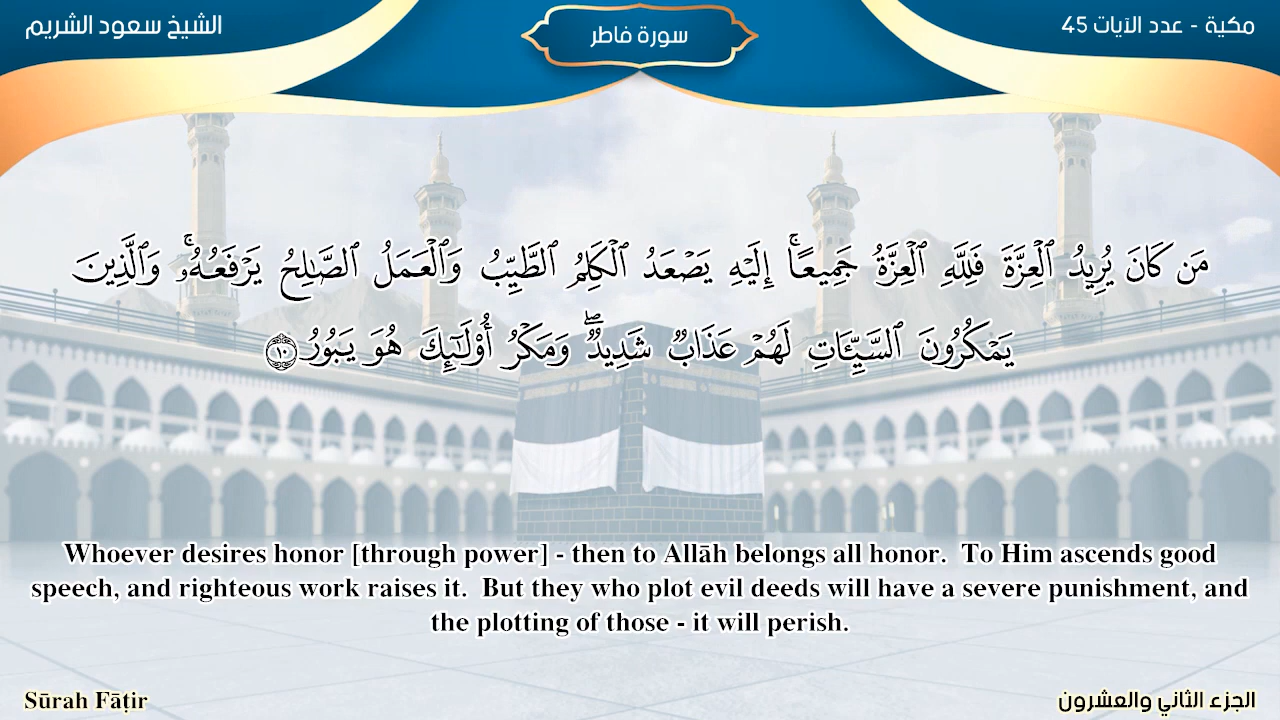 الشيخ سعود الشريم
سورة فاطر
مكية - عدد الآيات 45
مَن كَانَ يُرِيدُ ٱلْعِزَّةَ فَلِلَّهِ ٱلْعِزَّةُ جَمِيعًا ۚ إِلَيْهِ يَصْعَدُ ٱلْكَلِمُ ٱلطَّيِّبُ وَٱلْعَمَلُ ٱلصَّـٰلِحُ يَرْفَعُهُۥ ۚ وَٱلَّذِينَ
يَمْكُرُونَ ٱلسَّيِّـَٔاتِ لَهُمْ عَذَابٌ شَدِيدٌ ۖ وَمَكْرُ أُو۟لَـٰٓئِكَ هُوَ يَبُورُ ١٠
Whoever desires honor [through power] - then to Allāh belongs all honor.  To Him ascends good
speech, and righteous work raises it.  But they who plot evil deeds will have a severe punishment, and
the plotting of those - it will perish.
Sūrah Fāṭir
الجزء الثاني والعشرون